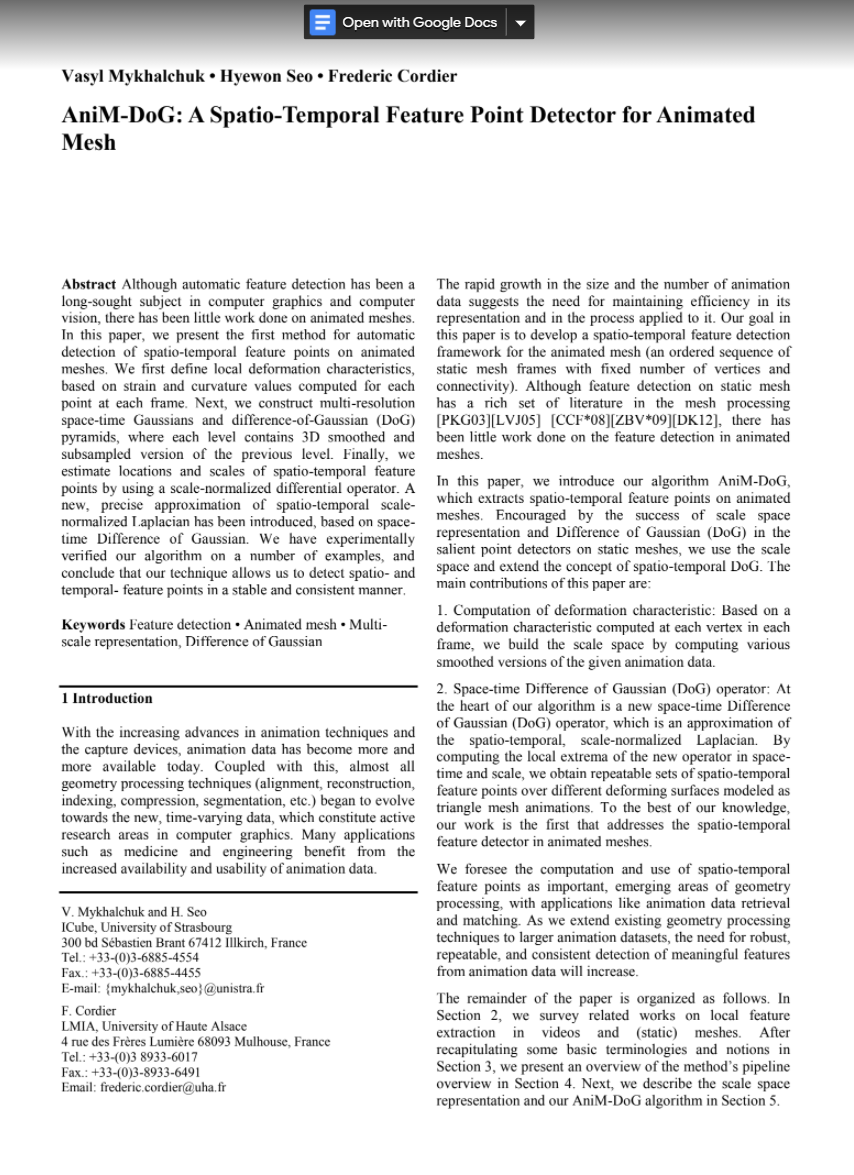 Open with Google Docs
Vasyl Mykhalchuk • Hyewon Seo • Frederic Cordier
AniM-DoG: A Spatio-Temporal Feature Point Detector for Animated
Mesh
Abstract Although automatic feature detection has been a
long-sought subject in computer graphics and computer
vision, there has been little work done on animated meshes.
In this paper, we present the first method for automatic
detection of spatio-temporal feature points on animated
meshes. We first define local deformation characteristics,
based on strain and curvature values computed for each
point at each frame. Next, we construct multi-resolution
space-time Gaussians and difference-of-Gaussian (DoG)
pyramids, where each level contains 3D smoothed and
subsampled version of the previous level. Finally, we
estimate locations and scales of spatio-temporal feature
points by using a scale-normalized differential operator. A
new, precise approximation of spatio-temporal scale-
normalized Laplacian has been introduced, based on space-
time Difference of Gaussian. We have experimentally
verified our algorithm on a number of examples, and
conclude that our technique allows us to detect spatio- and
temporal- feature points in a stable and consistent manner.
Keywords Feature detection • Animated mesh • Multi-
scale representation, Difference of Gaussian
1 Introduction
With the increasing advances in animation techniques and
the capture devices, animation data has become more and
more available today. Coupled with this, almost all
geometry processing techniques (alignment, reconstruction,
indexing, compression, segmentation, etc.) began to evolve
towards the new, time-varying data, which constitute active
research areas in computer graphics. Many applications
such as medicine and engineering benefit from the
increased availability and usability of animation data.
V. Mykhalchuk and H. Seo
ICube, University of Strasbourg
300 bd Sébastien Brant 67412 Illkirch, France
Tel.: +33-(0)3-6885-4554
Fax.: +33-(0)3-6885-4455
E-mail: {mykhalchuk,seo}@unistra.fr
F. Cordier
LMIA, University of Haute Alsace
4 rue des Frères Lumière 68093 Mulhouse, France
Tel.: +33-(0)3 8933-6017
Fax.: +33-(0)3-8933-6491
Email: frederic.cordier@uha.fr
The rapid growth in the size and the number of animation
data suggests the need for maintaining efficiency in its
representation and in the process applied to it. Our goal in
this paper is to develop a spatio-temporal feature detection
framework for the animated mesh (an ordered sequence of
static mesh frames with fixed number of vertices and
connectivity). Although feature detection on static mesh
has a rich set of literature in the mesh processing
[PKG03][LVJ05] [CCF*08][ZBV*09][DK12], there has
been little work done on the feature detection in animated
meshes.
In this paper, we introduce our algorithm AniM-DoG,
which extracts spatio-temporal feature points on animated
meshes. Encouraged by the success of scale space
representation and Difference of Gaussian (DoG) in the
salient point detectors on static meshes, we use the scale
space and extend the concept of spatio-temporal DoG. The
main contributions of this paper are:
1. Computation of deformation characteristic: Based on a
deformation characteristic computed at each vertex in each
frame, we build the scale space by computing various
smoothed versions of the given animation data.
2. Space-time Difference of Gaussian (DoG) operator: At
the heart of our algorithm is a new space-time Difference
of Gaussian (DoG) operator, which is an approximation of
the spatio-temporal, scale-normalized Laplacian. By
computing the local extrema of the new operator in space-
time and scale, we obtain repeatable sets of spatio-temporal
feature points over different deforming surfaces modeled as
triangle mesh animations. To the best of our knowledge,
our work is the first that addresses the spatio-temporal
feature detector in animated meshes.
We foresee the computation and use of spatio-temporal
feature points as important, emerging areas of geometry
processing, with applications like animation data retrieval
and matching. As we extend existing geometry processing
techniques to larger animation datasets, the need for robust,
repeatable, and consistent detection of meaningful features
from animation data will increase.
The remainder of the paper is organized as follows. In
Section 2, we survey related works on local feature
extraction in videos and (static) meshes. After
recapitulating some basic terminologies and notions in
Section 3, we present an overview of the method's pipeline
overview in Section 4. Next, we describe the scale space
representation and our AniM-DoG algorithm in Section 5.